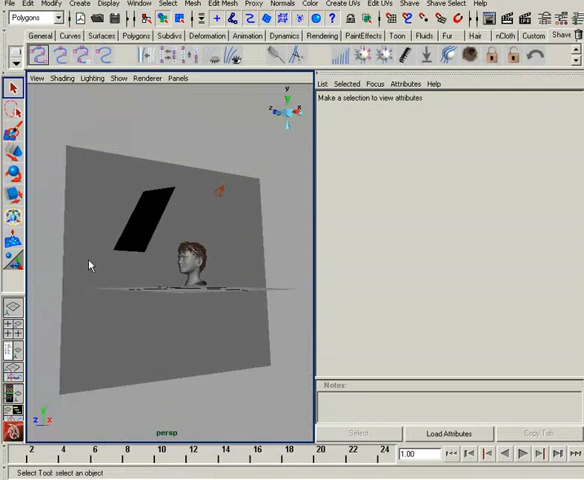 File Edit Modify Create Display Window Select Mesh Edit Mesh Proxy Normals Color Create UVs Edit UVs Shave Shave Select Help
Polygons
General Curves Surfaces Polygons Subdivs Deformation Animation Dynamics Rendering PaintEffects Toon Fluids Fur Hair nCloth Custom Shave
View Shading Lighting Show Renderer Panels
List Selected Focus Attributes Help
Make a selection to view attributes
y
z x
persp
Notes:
Select Load Attributes Copy Tab
2 4 6 8 10 12 14 16 18 20 22 24 1.00
Select Tool: select an object